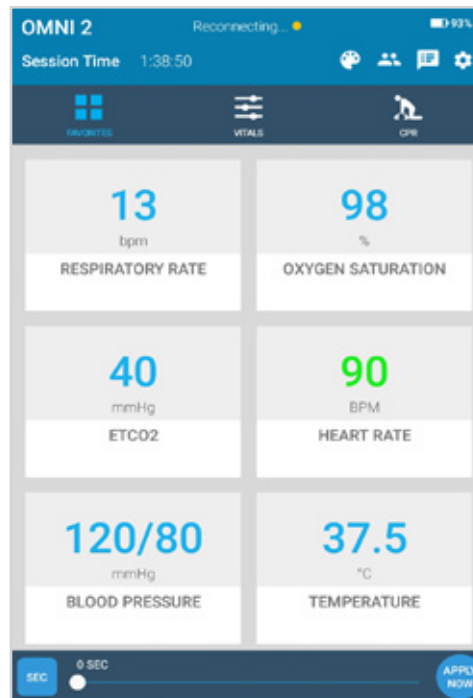 OMNI 2 Reconnecting... 93%
Session Time 1:38:50
FAVORITES VITALS CPR
13 98
bpm %
RESPIRATORY RATE OXYGEN SATURATION
40 90
mmHg BPM
ETCO2 HEART RATE
120/80 37.5
mmHg °C
BLOOD PRESSURE TEMPERATURE
0 SEC
SEC APPLY
NOW